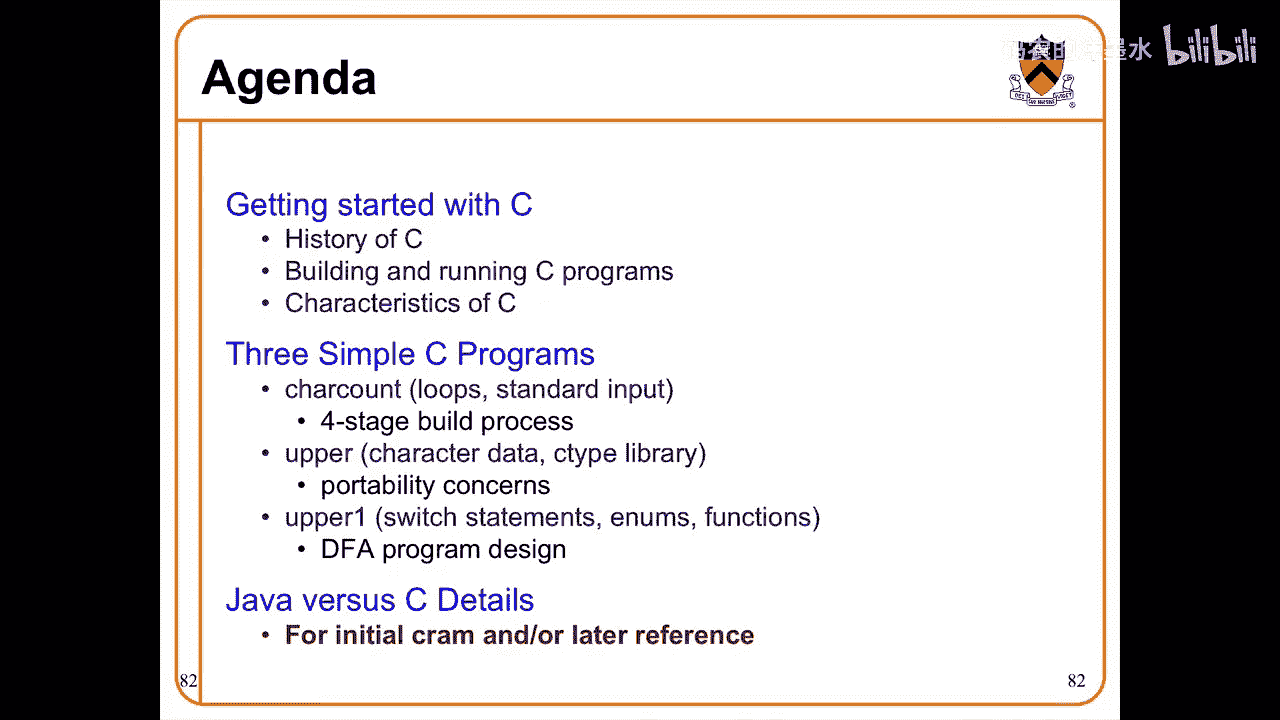 Agenda
bilibili
Getting started with C
• History of C
• Building and running C programs
• Characteristics of C
Three Simple C Programs
• charcount (loops, standard input)
• 4-stage build process
• upper (character data, ctype library)
• portability concerns
• upper1 (switch statements, enums, functions)
• DFA program design
Java versus C Details
• For initial cram and/or later reference
82
82